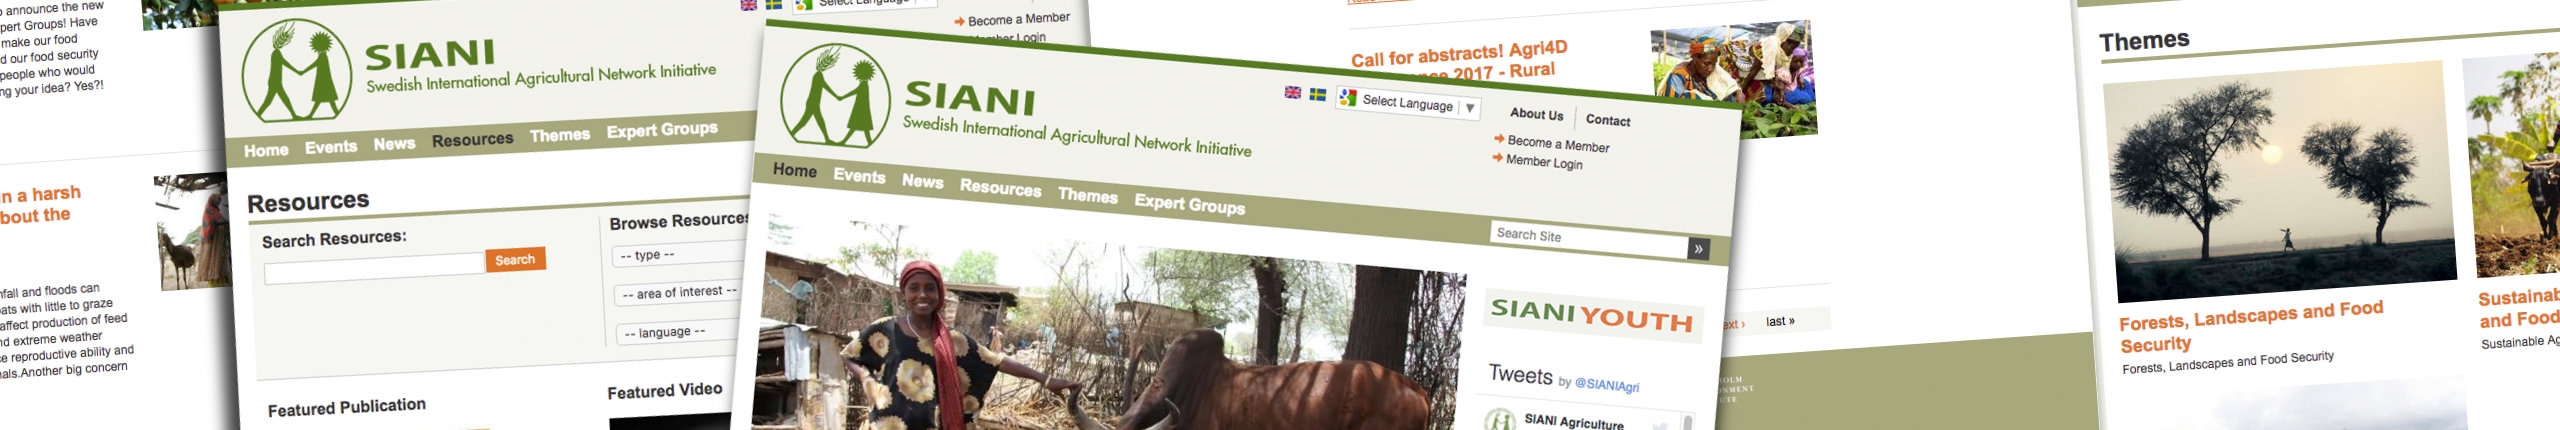 announce the new
pert Groups! Have
make our food
d our food security
people who would
ng your idea? Yes?!
in a harsh
bout the
nfall and floods can
ats with little to graze
affect production of feed
nd extreme weather
ce reproductive ability and
als.Another big concern
Select Language
Become a Member
Member Login
SIANI
Swedish International Agricultural Network Initiative
Home Events News Resources Themes Expert Groups
Resources
Search Resources:
Search
Browse Resources
-- type --
-- area of interest --
-- language --
Featured Publication
Featured Video
SIANI
Swedish International Agricultural Network Initiative
Select Language
About Us Contact
Become a Member
Member Login
Home Events News Resources Themes Expert Groups
Search Site »
SIANI YOUTH
Tweets by @SIANIAgri
SIANI Agriculture
Call for abstracts! Agri4D
2017 - Rural
ext › last »
OLM
ONMENT
UTE
Themes
Forests, Landscapes and Food
Security
Forests, Landscapes and Food Security
Sustainab
and Food
Sustainable Ag